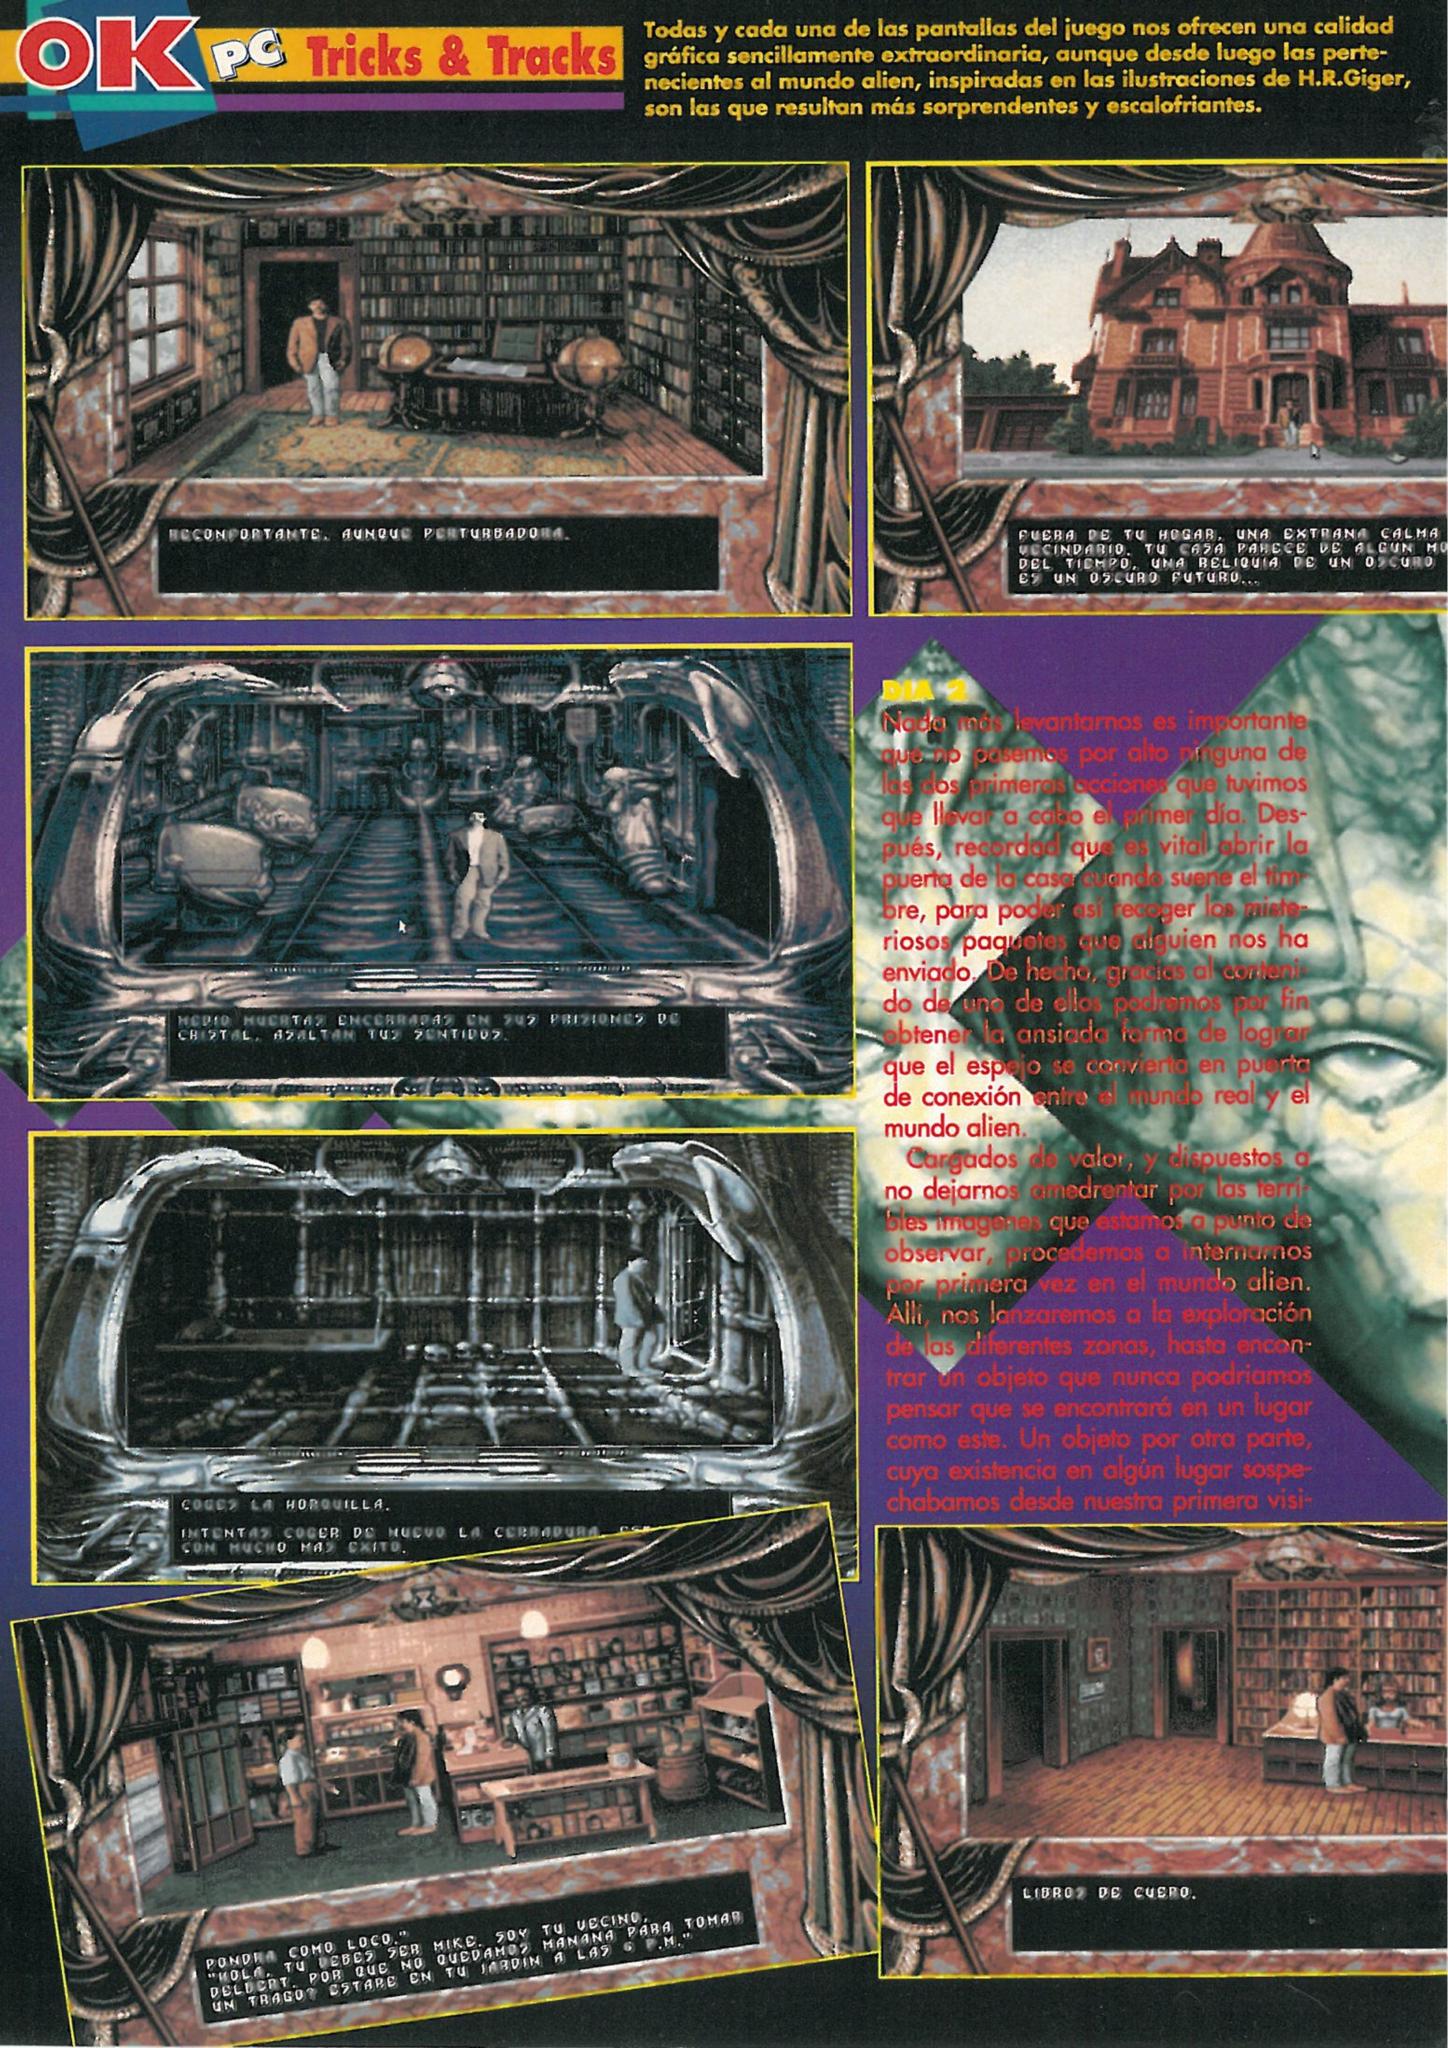 OK PC Tricks & Tracks
Todas y cada una de las pantallas del juego nos ofrecen una calidad
gráfica sencillamente extraordinaria, aunque desde luego las perte-
necientes al mundo alien, inspiradas en las ilustraciones de H.R.Giger,
son las que resultan más sorprendentes y escalofriantes.
RECONFORTANTE, AUNQUE PERTURBADORA.
FUERA DE TU HOGAR, UNA EXTRANA CALMA
VECINDARIO. TU CASA PARECE DE ALGUN MO
DEL TIEMPO, UNA RELIQUIA DE UN OSCURO
ES UN OSCURO FUTURO...
MEDIO MUERTAS ENCERRADAS EN SUS PRISIONES DE
CRISTAL, ASALTAN TUS SENTIDOS.
DIA 2
Nada más levantarnos es importante
que no pasemos por alto ninguna de
las dos primeras acciones que tuvimos
que llevar a cabo el primer día. Des-
pués, recordad que es vital abrir la
puerta de la casa cuando suene el tim-
bre, para poder así recoger los miste-
riosos paquetes que alguien nos ha
enviado. De hecho, gracias al conteni-
do de uno de ellos podremos por fin
obtener la ansiada forma de lograr
que el espejo se convierta en puerta
de conexión entre el mundo real y el
mundo alien.
Cargados de valor, y dispuestos a
no dejarnos amedrentar por las terri-
bles imagenes que estamos a punto de
observar, procedemos a internarnos
por primera vez en el mundo alien.
Allí, nos lanzaremos a la exploración
de las diferentes zonas, hasta encon-
trar un objeto que nunca podriamos
pensar que se encontrará en un lugar
como este. Un objeto por otra parte,
cuya existencia en algún lugar sospe-
chabamos desde nuestra primera visi-
COGES LA HORQUILLA.
INTENTAS COGER DE NUEVO LA CERRADURA,
CON MUCHO MAS EXITO.
PONDRA COMO LOCO."
"HOLA, TU DEBES SER MIKE. SOY TU VECINO,
DELBERT. POR QUE NO QUEDAMOS MANANA PARA TOMAR
UN TRAGO? ESTARE EN TU JARDIN A LAS 6 P.M."
LIBROS DE CUERO.